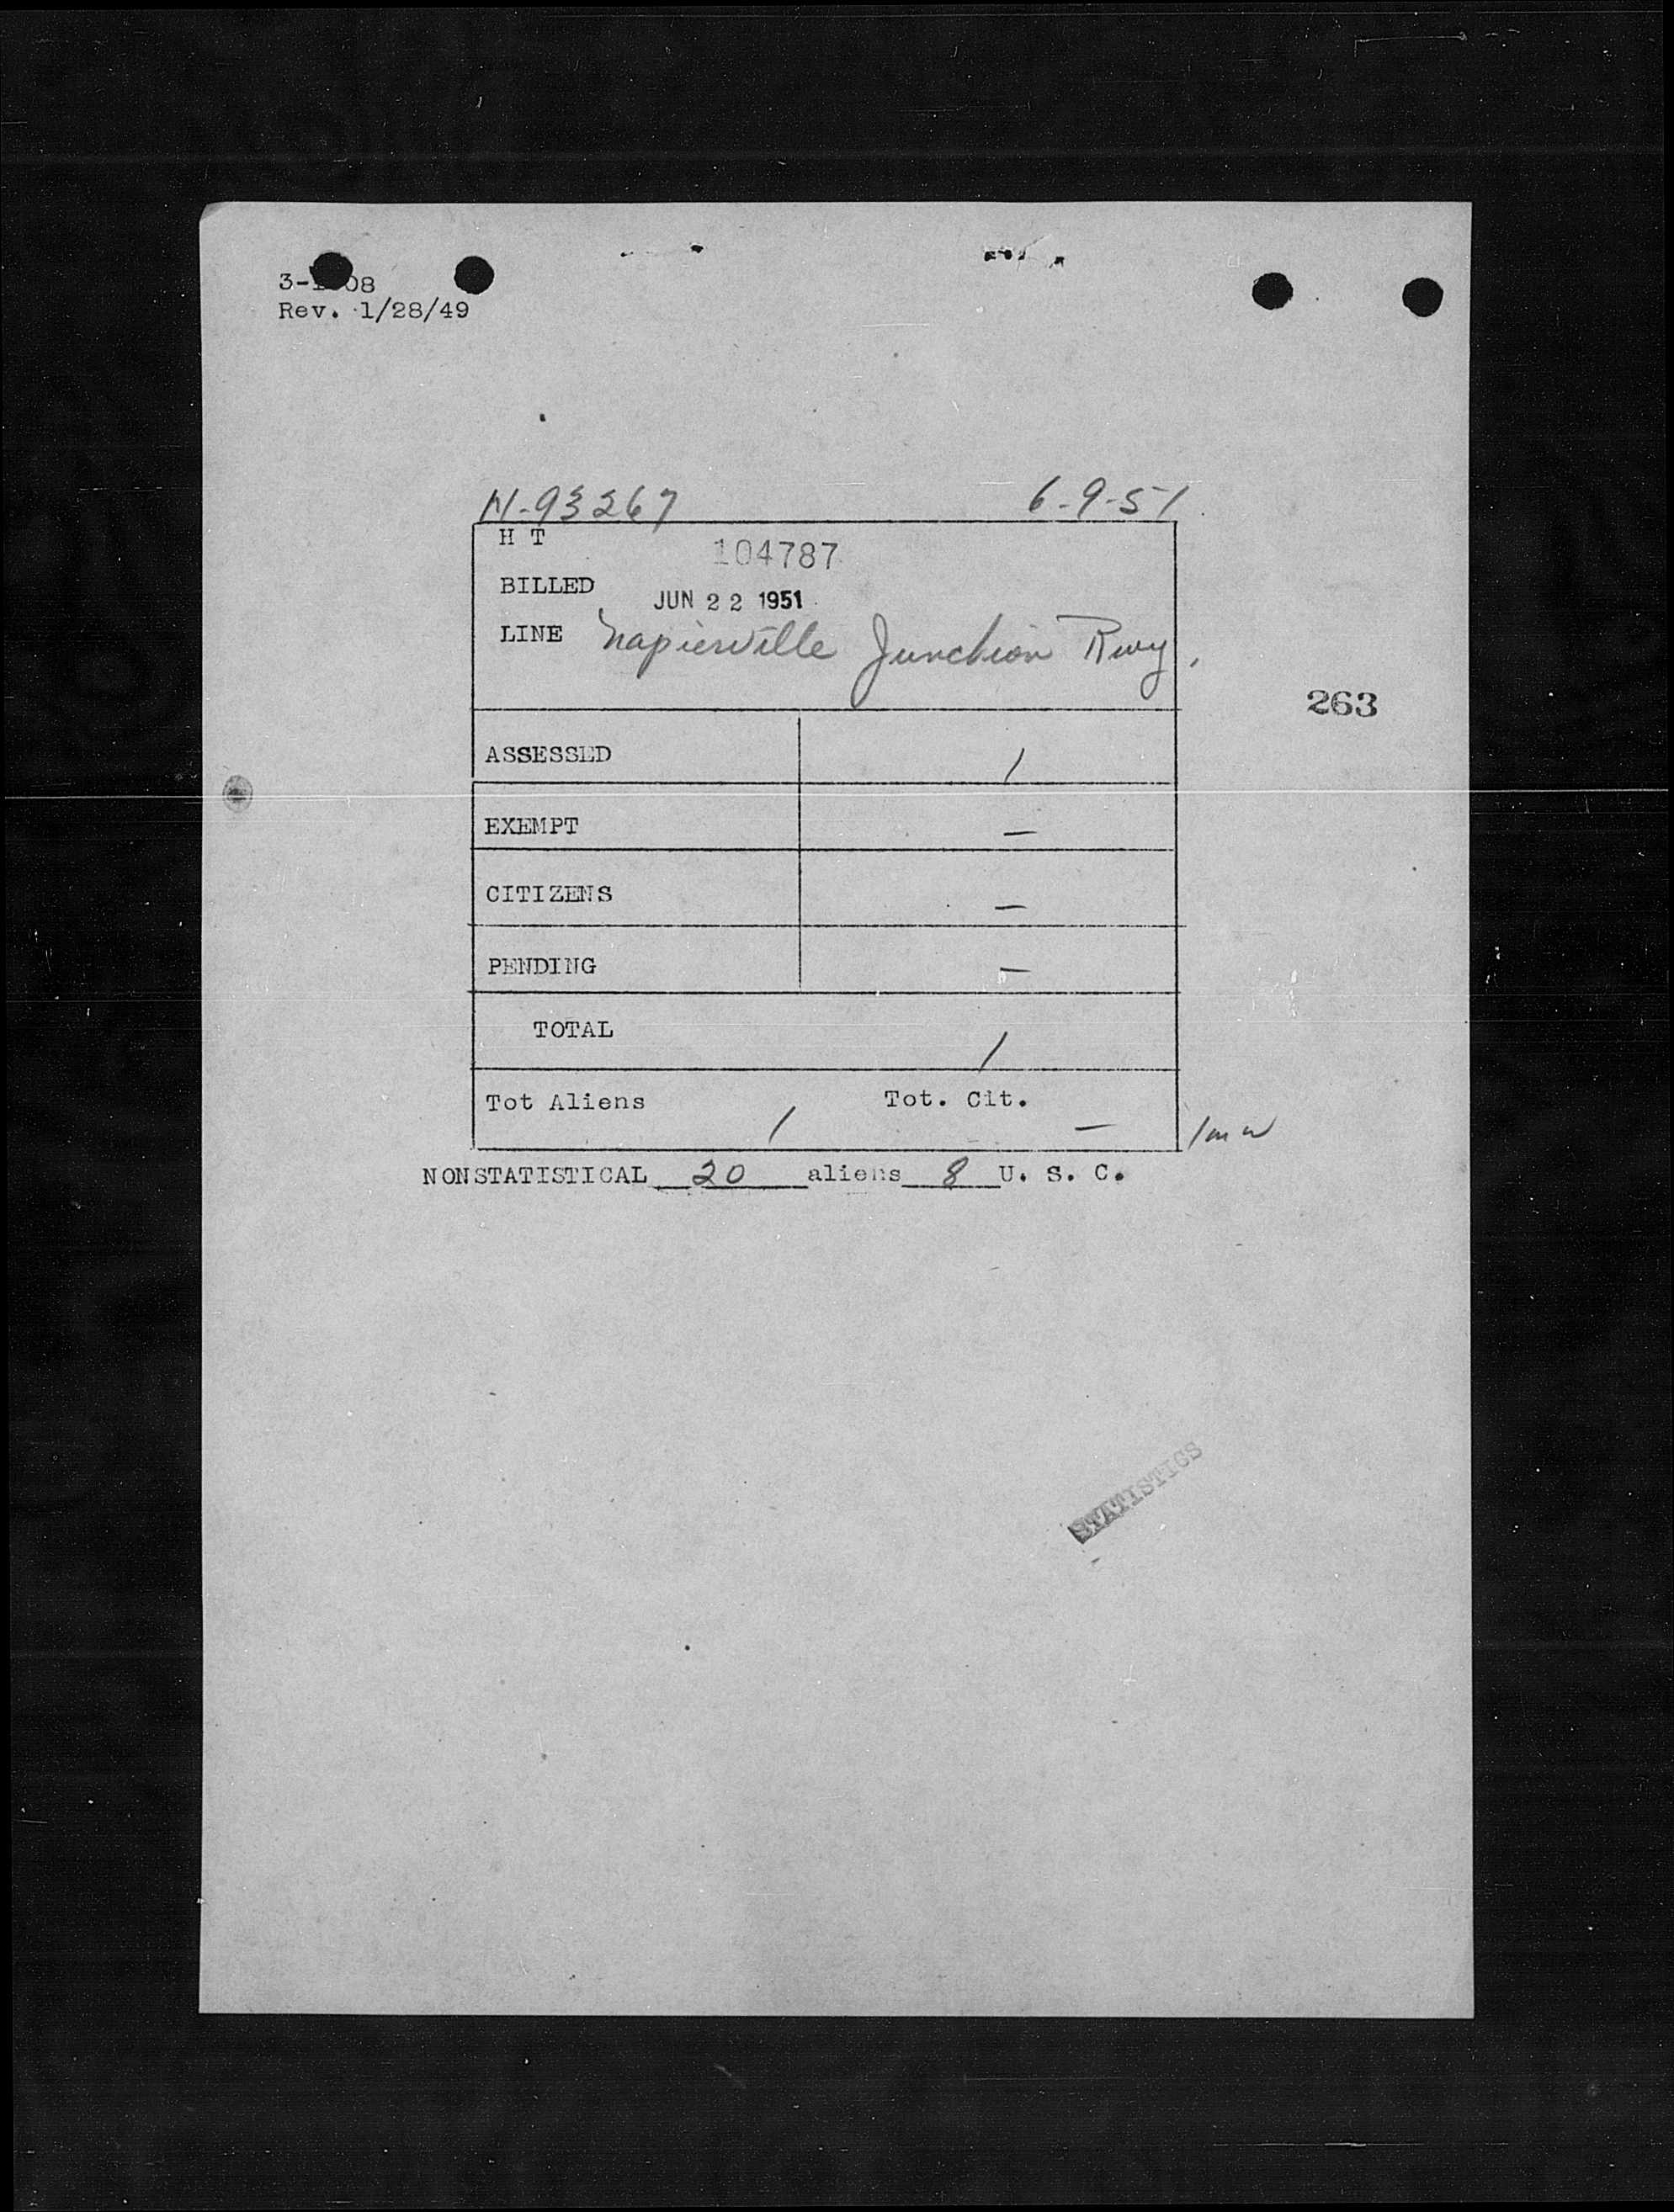 Rev. 1/28/49
N-93267 6-9-51
H T 104787
BILLED JUN 22 1951
LINE Napierville Junction Rwy.
263
ASSESSED 1
EXEMPT —
CITIZENS —
PENDING —
TOTAL 1
Tot Aliens 1 Tot. Cit. —
NONSTATISTICAL 20 aliens 8 U. S. C.
STATISTICS